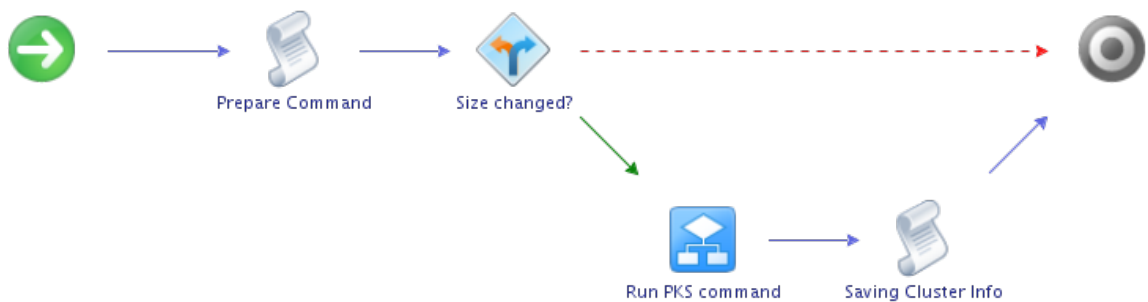 Prepare Command
Size changed?
Run PKS command
Saving Cluster Info